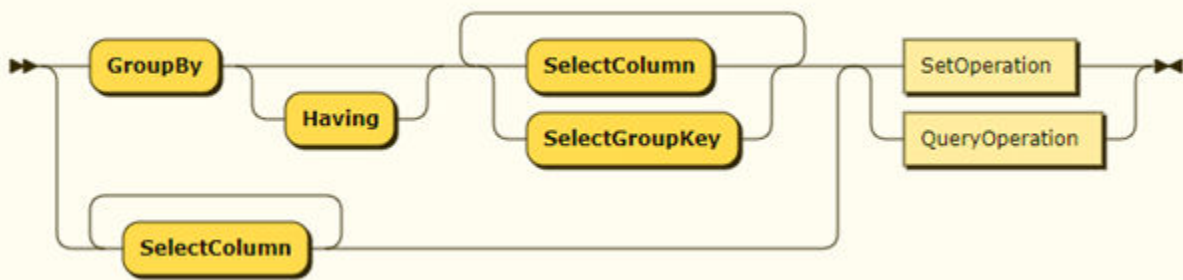 GroupBy
SelectColumn
SetOperation
Having
SelectGroupKey
QueryOperation
SelectColumn